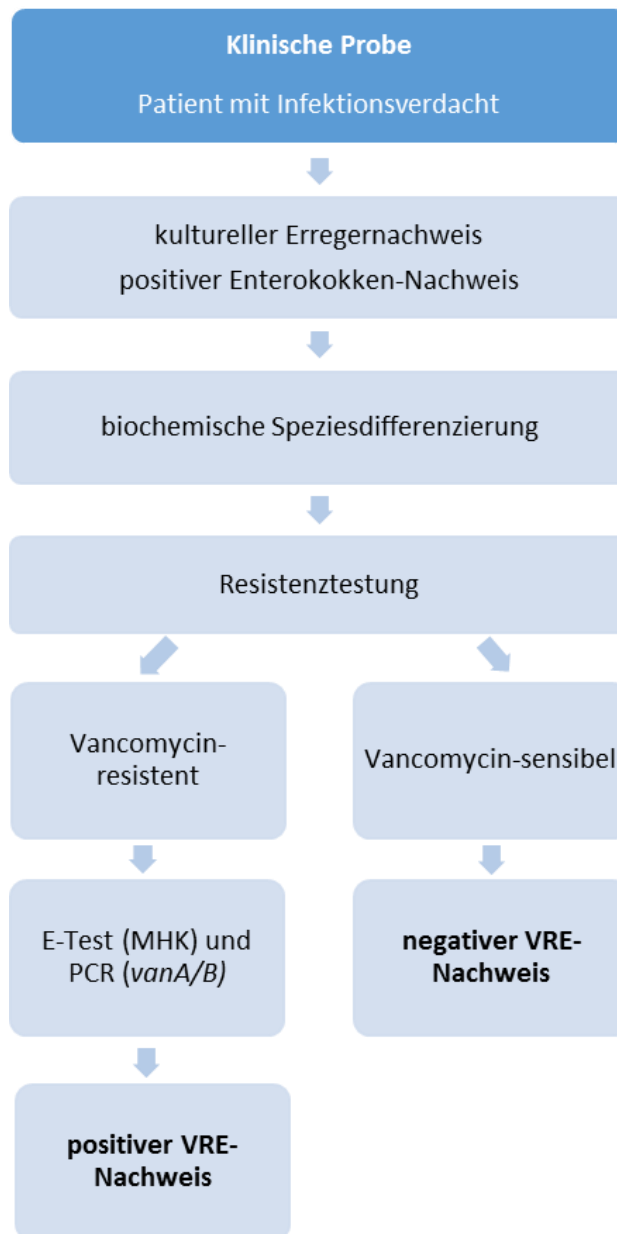 Klinische Probe
Patient mit Infektionsverdacht
kultureller Erregernachweis
positiver Enterokokken-Nachweis
biochemische Speziesdifferenzierung
Resistenztestung
Vancomycin-
resistent
Vancomycin-sensibel
E-Test (MHK) und
PCR (vanA/B)
negativer VRE-
Nachweis
positiver VRE-
Nachweis